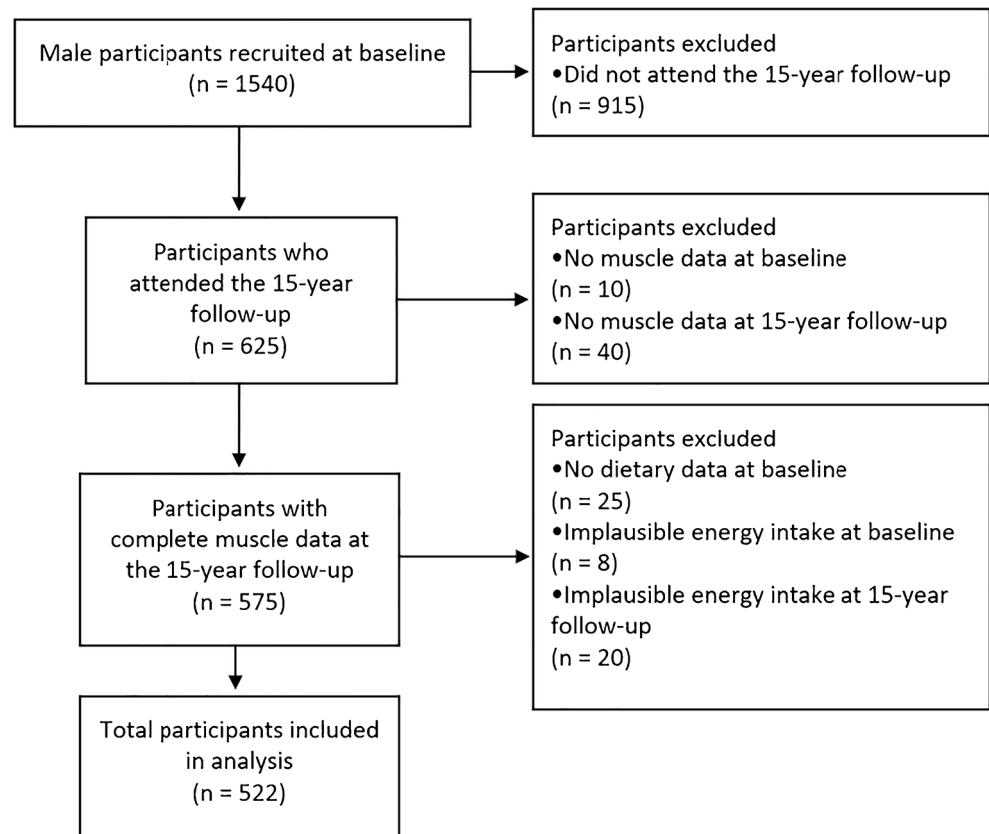 Male participants recruited at baseline
(n = 1540)
Participants excluded
•Did not attend the 15-year follow-up
(n = 915)
Participants who
attended the 15-year
follow-up
(n = 625)
Participants excluded
•No muscle data at baseline
(n = 10)
•No muscle data at 15-year follow-up
(n = 40)
Participants with
complete muscle data at
the 15-year follow-up
(n = 575)
Participants excluded
•No dietary data at baseline
(n = 25)
•Implausible energy intake at baseline
(n = 8)
•Implausible energy intake at 15-year
follow-up
(n = 20)
Total participants included
in analysis
(n = 522)